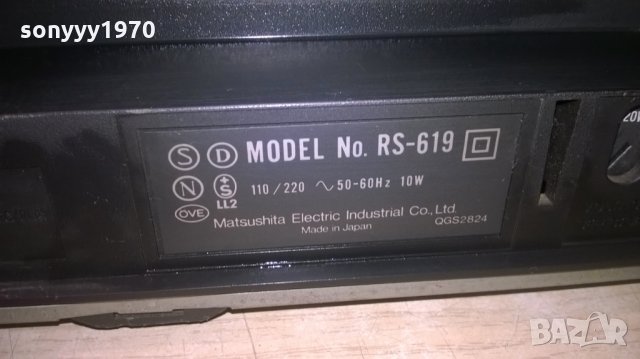 sonyyy1970
S D MODEL No. RS-619
N S 110/220 ~ 50-60Hz 10W
LL2
OVE Matsushita Electric Industrial Co., Ltd.
Made in Japan QGS2824
BAZAR